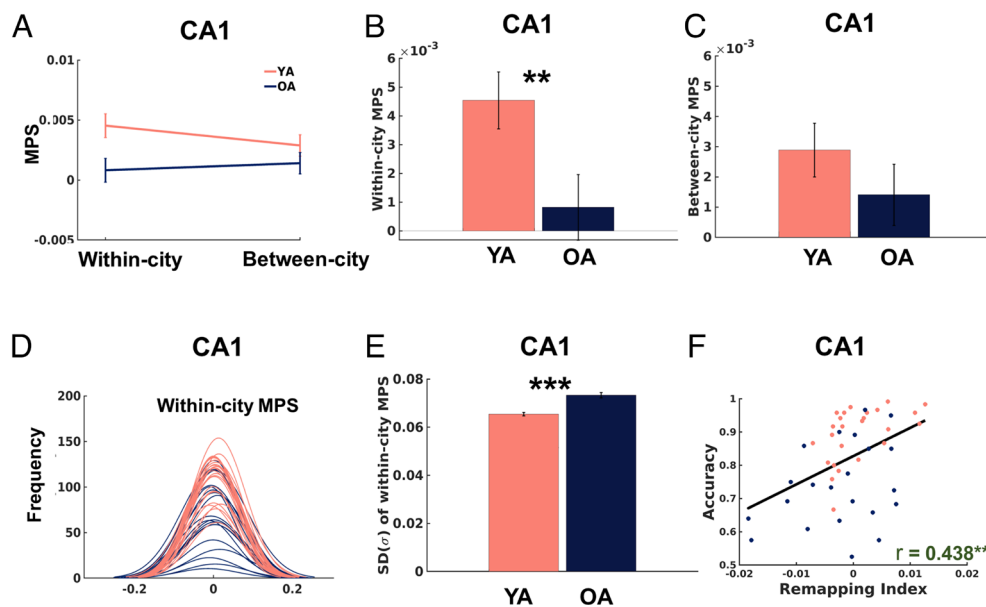 A
CA1
0.01
0.005
0
-0.005
MPS
YA
OA
Within-city
Between-city
B
CA1
×10⁻³
6
5
4
3
2
1
0
Within-city MPS
**
YA
OA
C
CA1
×10⁻³
6
5
4
3
2
1
0
Between-city MPS
YA
OA
D
CA1
Within-city MPS
200
150
100
50
0
Frequency
-0.2
0
0.2
E
CA1
0.08
0.06
0.04
0.02
0
SD(σ) of within-city MPS
***
YA
OA
F
CA1
1
0.9
0.8
0.7
0.6
0.5
Accuracy
r = 0.438**
-0.02
-0.01
0
0.01
0.02
Remapping Index